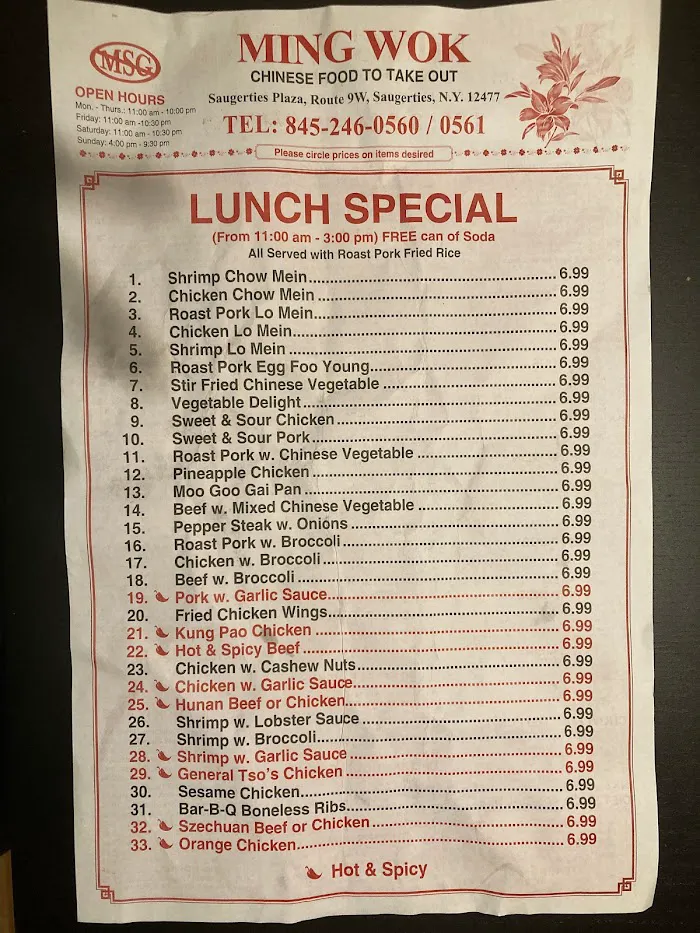 MSG
MING WOK
CHINESE FOOD TO TAKE OUT
OPEN HOURS
Mon. - Thurs.: 11:00 am - 10:00 pm
Friday: 11:00 am -10:30 pm
Saturday: 11:00 am - 10:30 pm
Sunday: 4:00 pm - 9:30 pm
Saugerties Plaza, Route 9W, Saugerties, N.Y. 12477
TEL: 845-246-0560 / 0561
Please circle prices on items desired
LUNCH SPECIAL
(From 11:00 am - 3:00 pm) FREE can of Soda
All Served with Roast Pork Fried Rice
1. Shrimp Chow Mein 6.99
2. Chicken Chow Mein 6.99
3. Roast Pork Lo Mein 6.99
4. Chicken Lo Mein 6.99
5. Shrimp Lo Mein 6.99
6. Roast Pork Egg Foo Young 6.99
7. Stir Fried Chinese Vegetable 6.99
8. Vegetable Delight 6.99
9. Sweet & Sour Chicken 6.99
10. Sweet & Sour Pork 6.99
11. Roast Pork w. Chinese Vegetable 6.99
12. Pineapple Chicken 6.99
13. Moo Goo Gai Pan 6.99
14. Beef w. Mixed Chinese Vegetable 6.99
15. Pepper Steak w. Onions 6.99
16. Roast Pork w. Broccoli 6.99
17. Chicken w. Broccoli 6.99
18. Beef w. Broccoli 6.99
19. Pork w. Garlic Sauce 6.99
20. Fried Chicken Wings 6.99
21. Kung Pao Chicken 6.99
22. Hot & Spicy Beef 6.99
23. Chicken w. Cashew Nuts 6.99
24. Chicken w. Garlic Sauce 6.99
25. Hunan Beef or Chicken 6.99
26. Shrimp w. Lobster Sauce 6.99
27. Shrimp w. Broccoli 6.99
28. Shrimp w. Garlic Sauce 6.99
29. General Tso's Chicken 6.99
30. Sesame Chicken 6.99
31. Bar-B-Q Boneless Ribs 6.99
32. Szechuan Beef or Chicken 6.99
33. Orange Chicken 6.99
Hot & Spicy